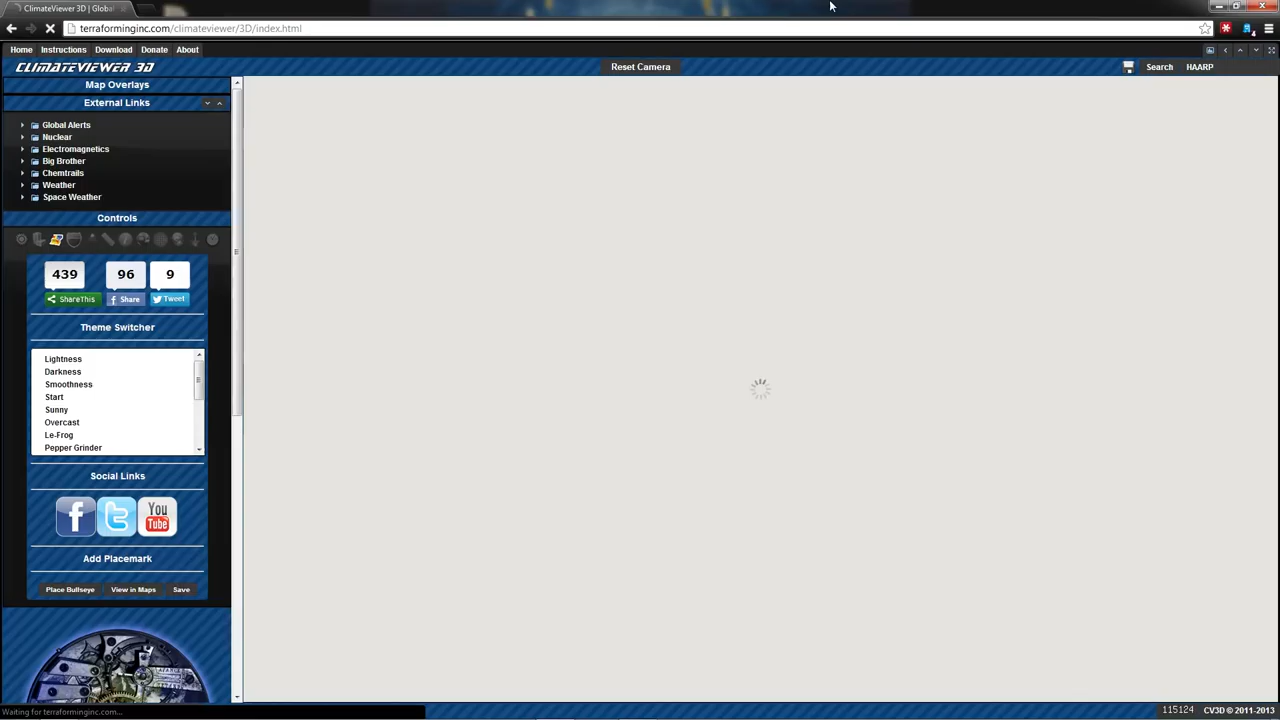 ClimateViewer 3D | Global
terraforminginc.com/climateviewer/3D/index.html
4
Home Instructions Download Donate About
CLIMATEVIEWER 3D
Reset Camera
Search HAARP
Map Overlays
External Links
Global Alerts
Nuclear
Electromagnetics
Big Brother
Chemtrails
Weather
Space Weather
Controls
439 96 9
ShareThis Share Tweet
Theme Switcher
Lightness
Darkness
Smoothness
Start
Sunny
Overcast
Le-Frog
Pepper Grinder
Social Links
You Tube
Add Placemark
Place Bullseye View in Maps Save
Waiting for terraforminginc.com...
115124 CV3D © 2011-2013